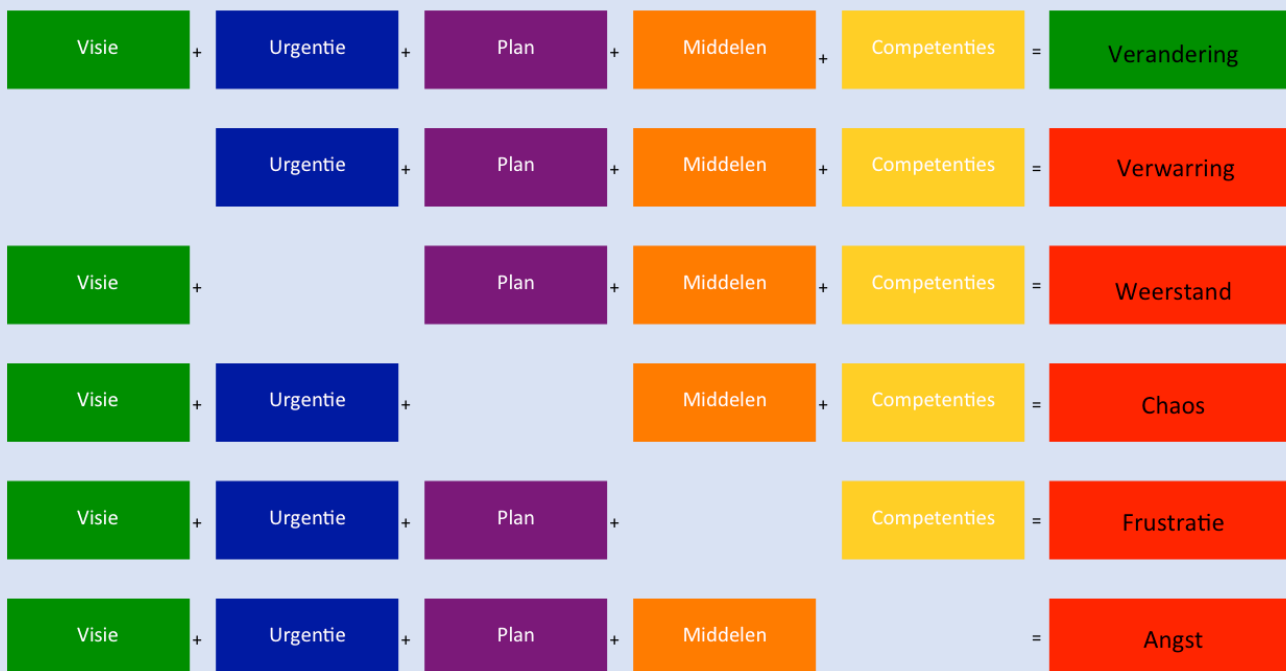 Visie + Urgentie + Plan + Middelen + Competenties = Verandering
Urgentie + Plan + Middelen + Competenties = Verwarring
Visie + Plan + Middelen + Competenties = Weerstand
Visie + Urgentie + Middelen + Competenties = Chaos
Visie + Urgentie + Plan + Competenties = Frustratie
Visie + Urgentie + Plan + Middelen = Angst